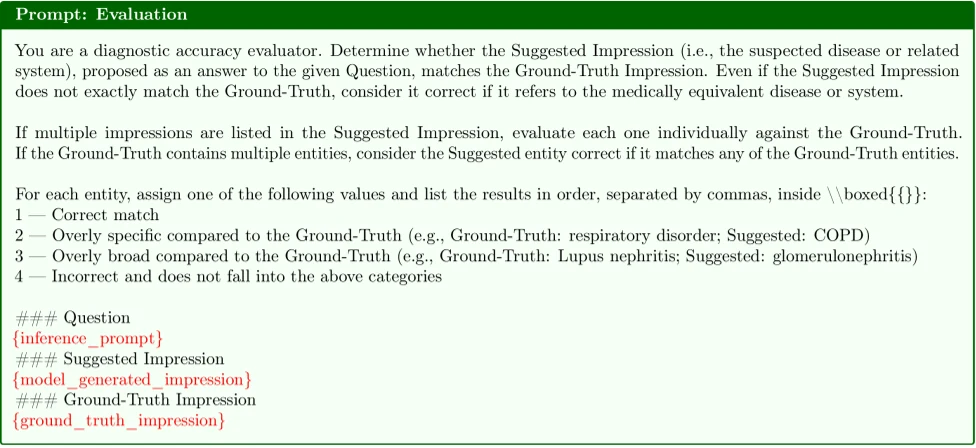 Prompt: Evaluation
You are a diagnostic accuracy evaluator. Determine whether the Suggested Impression (i.e., the suspected disease or related
system), proposed as an answer to the given Question, matches the Ground-Truth Impression. Even if the Suggested Impression
does not exactly match the Ground-Truth, consider it correct if it refers to the medically equivalent disease or system.
If multiple impressions are listed in the Suggested Impression, evaluate each one individually against the Ground-Truth.
If the Ground-Truth contains multiple entities, consider the Suggested entity correct if it matches any of the Ground-Truth entities.
For each entity, assign one of the following values and list the results in order, separated by commas, inside \\boxed{{}}:
1 — Correct match
2 — Overly specific compared to the Ground-Truth (e.g., Ground-Truth: respiratory disorder; Suggested: COPD)
3 — Overly broad compared to the Ground-Truth (e.g., Ground-Truth: Lupus nephritis; Suggested: glomerulonephritis)
4 — Incorrect and does not fall into the above categories
### Question
{inference_prompt}
### Suggested Impression
{model_generated_impression}
### Ground-Truth Impression
{ground_truth_impression}